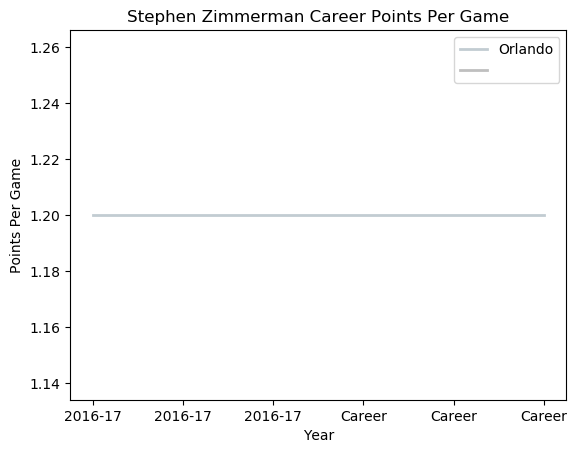 Stephen Zimmerman Career Points Per Game
Orlando
1.26
1.24
1.22
1.20
1.18
1.16
1.14
Points Per Game
2016-17 2016-17 2016-17 Career Career Career
Year